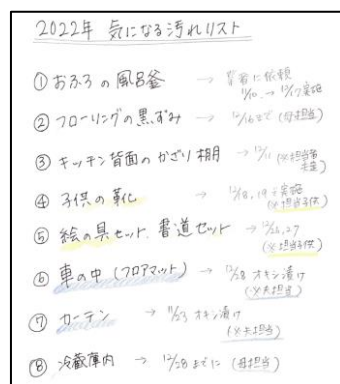 2022年 気になる汚れリスト
① おふろの風呂釜 → 業者に依頼
11/10 → 12/17実施
② フローリングの黒ずみ → 12/16まで (母担当)
③ キッチン背面のかざり棚 → 12/11 (※担当者
④ 子供の靴 → 12/18,19で実施
(※担当子供)
⑤ 絵の具セット、書道セット → 12/26,27
(※担当子供)
⑥ 車の中 (フロアマット) → 12/28 オキシ漬け
(※夫担当)
⑦ カーテン → 11/23 オキシ漬け
(※夫担当)
⑧ 冷蔵庫内 → 12/28までに (母担当)